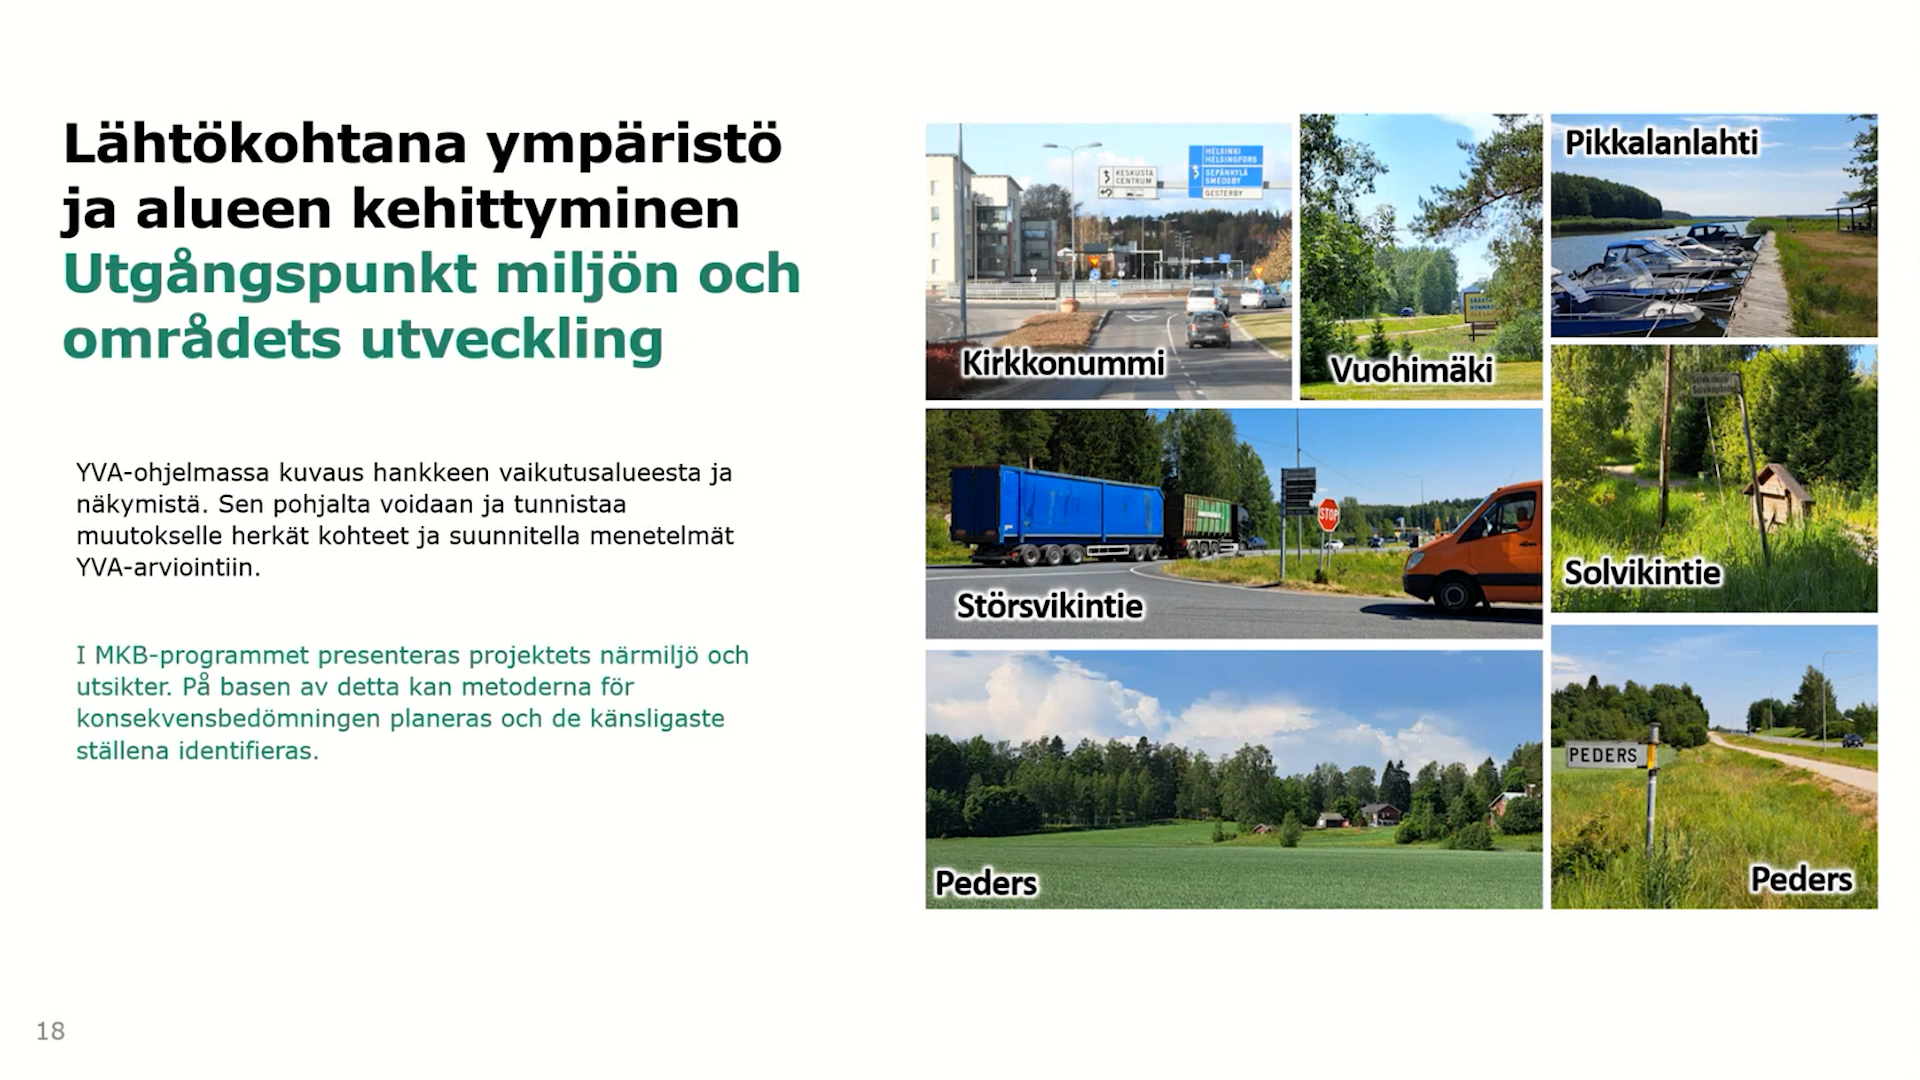 Lähtökohtana ympäristö
ja alueen kehittyminen
Utgångspunkt miljön och
områdets utveckling
YVA-ohjelmassa kuvaus hankkeen vaikutusalueesta ja
näkymistä. Sen pohjalta voidaan ja tunnistaa
muutokselle herkät kohteet ja suunnitella menetelmät
YVA-arviointiin.
I MKB-programmet presenteras projektets närmiljö och
utsikter. På basen av detta kan metoderna för
konsekvensbedömningen planeras och de känsligaste
ställena identifieras.
KESKUSTA
CENTRUM
HELSINKI
HELSINGFORS
SEPÄNKYLÄ
SMEDSBY
GESTERBY
Kirkkonummi
Vuohimäki
Pikkalanlahti
STOP
Störsvikintie
Solvikintie
Peders
PEDERS
Peders
18